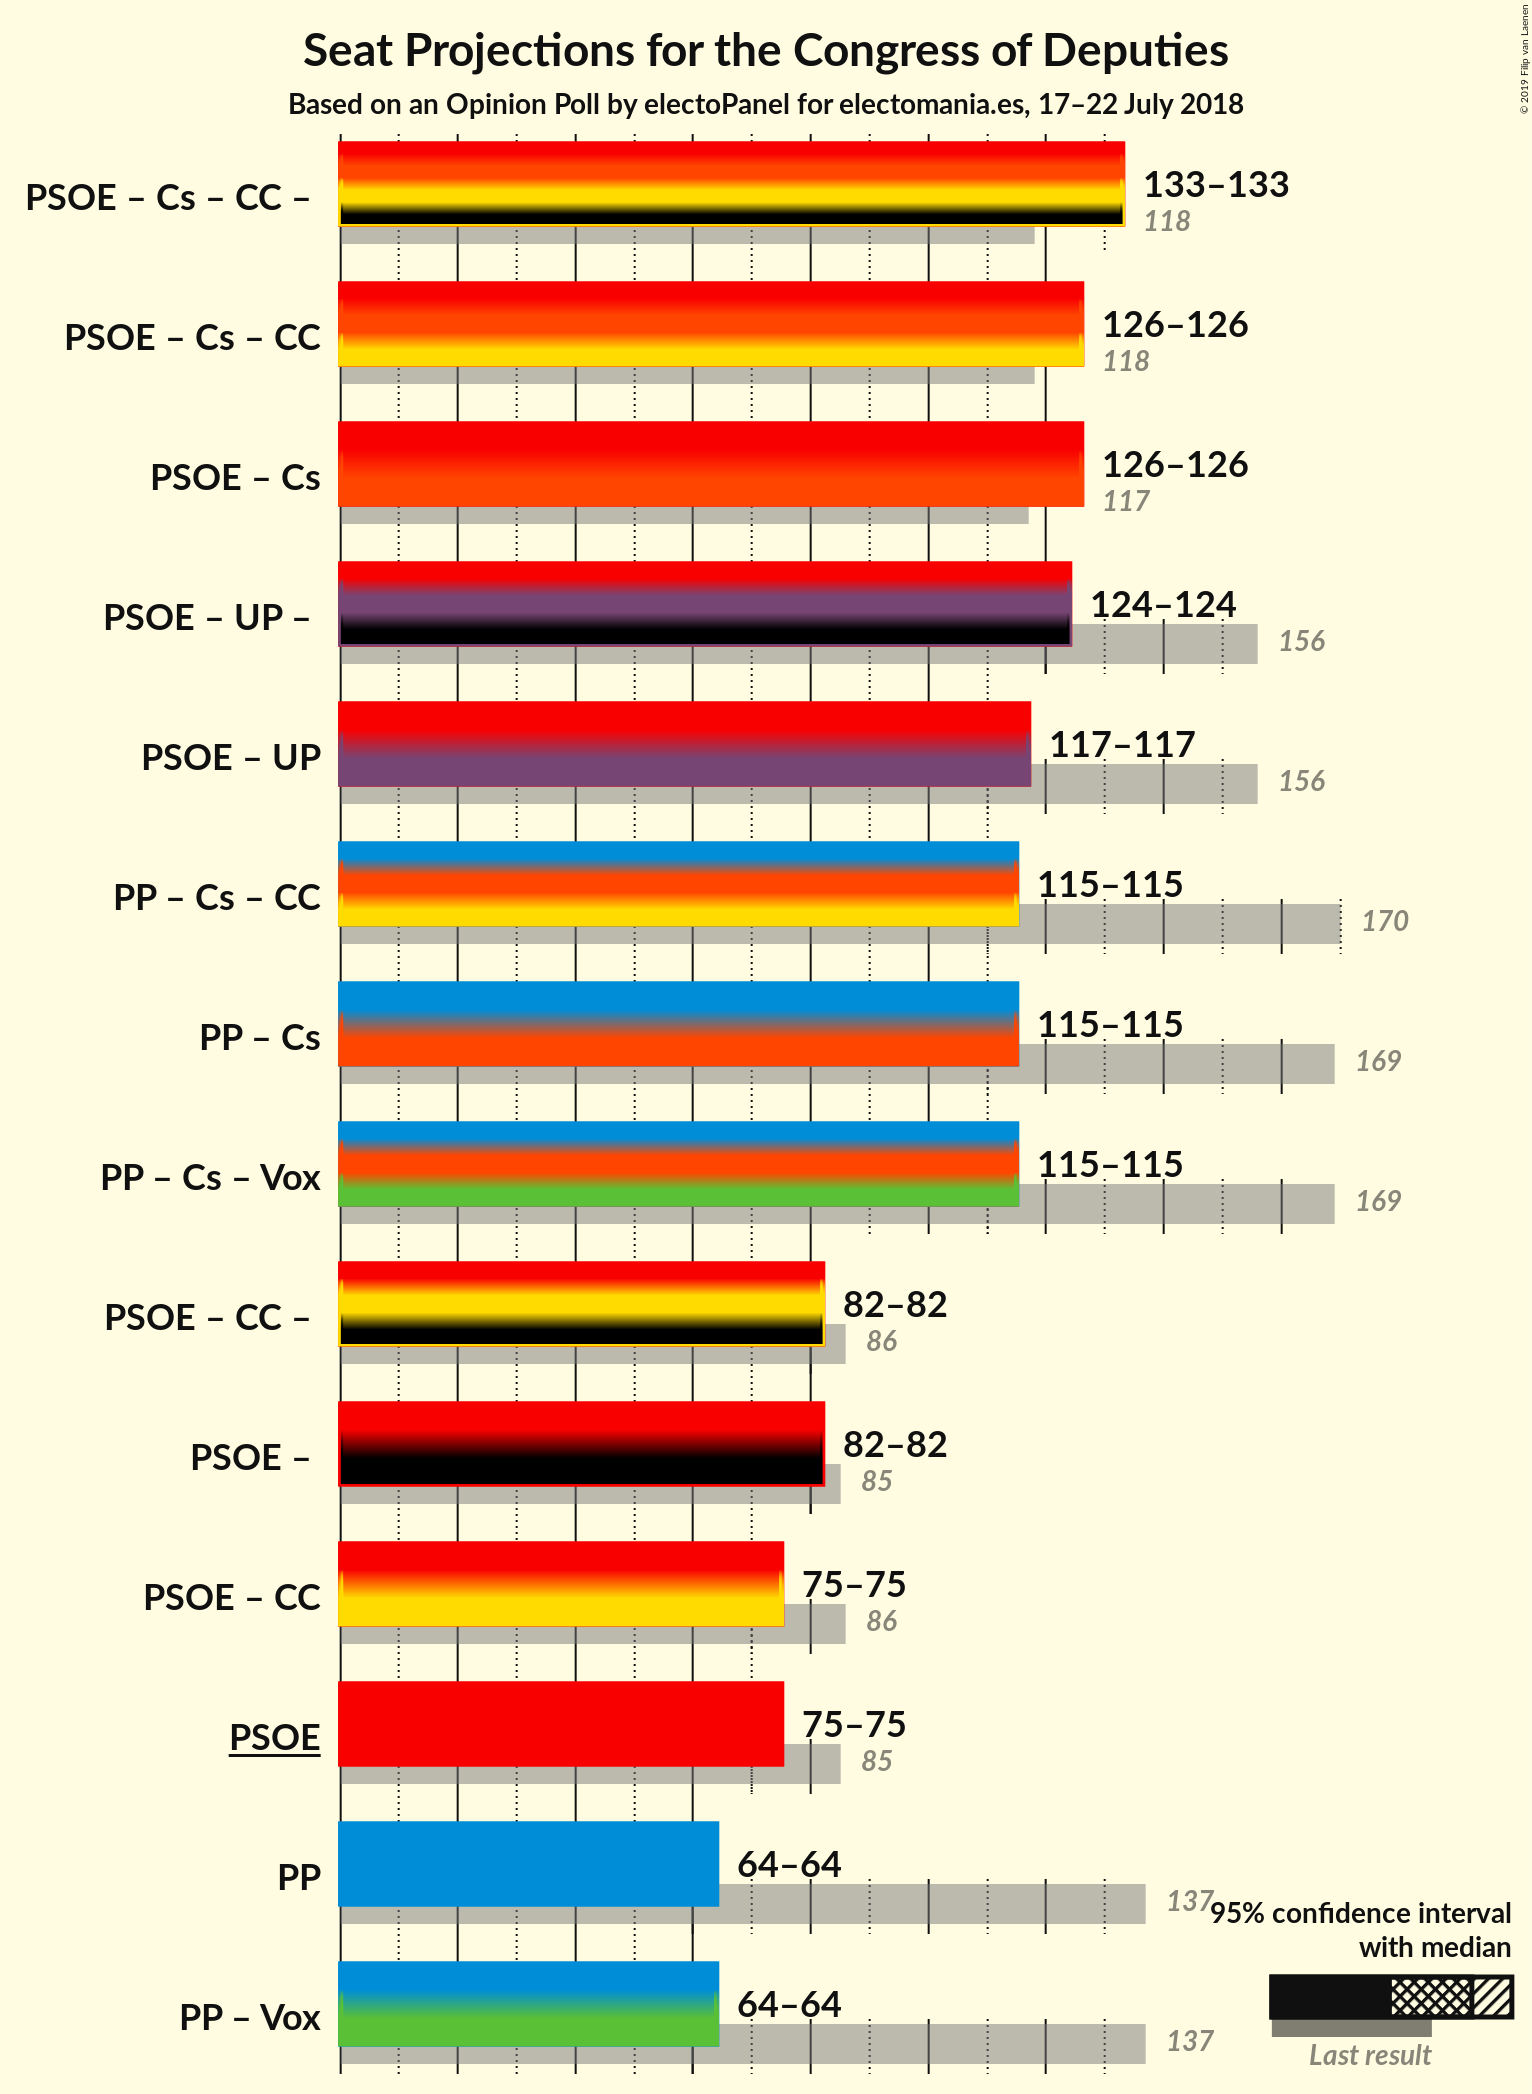 Seat Projections for the Congress of Deputies
Based on an Opinion Poll by electoPanel for electomania.es, 17–22 July 2018
© 2019 Filip van Laenen
PSOE – Cs – CC –
133–133
118
PSOE – Cs – CC
126–126
118
PSOE – Cs
126–126
117
PSOE – UP –
124–124
156
PSOE – UP
117–117
156
PP – Cs – CC
115–115
170
PP – Cs
115–115
169
PP – Cs – Vox
115–115
169
PSOE – CC –
82–82
86
PSOE –
82–82
85
PSOE – CC
75–75
86
PSOE
75–75
85
PP
64–64
137
PP – Vox
64–64
137
95% confidence interval
with median
Last result